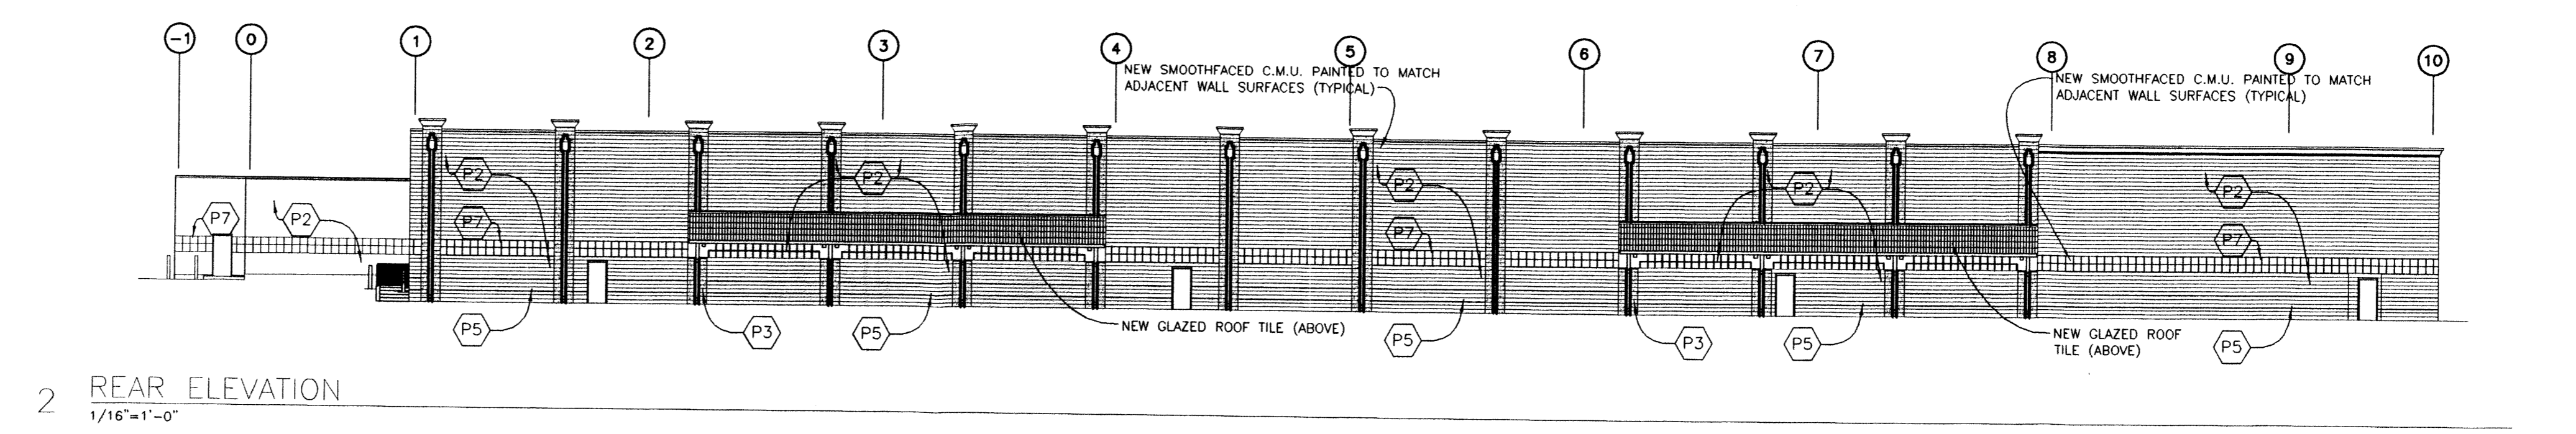 -1 0 1 2 3 4 5 6 7 8 9 10
NEW SMOOTHFACED C.M.U. PAINTED TO MATCH
ADJACENT WALL SURFACES (TYPICAL)
NEW SMOOTHFACED C.M.U. PAINTED TO MATCH
ADJACENT WALL SURFACES (TYPICAL)
P2 P2 P2 P2 P2
P7 P2 P7 P7 P7
P5 P3 P5 P5 P3 P5 P5
NEW GLAZED ROOF TILE (ABOVE)
NEW GLAZED ROOF
TILE (ABOVE)
2 REAR ELEVATION
1/16"=1'-0"